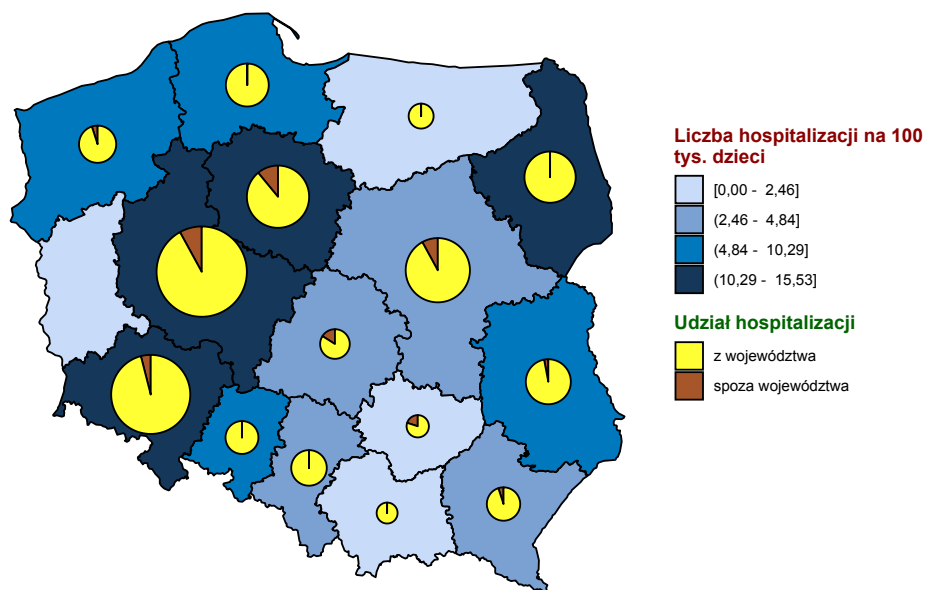 Liczba hospitalizacji na 100
tys. dzieci
[0,00 - 2,46]
(2,46 - 4,84]
(4,84 - 10,29]
(10,29 - 15,53]
Udział hospitalizacji
z województwa
spoza województwa